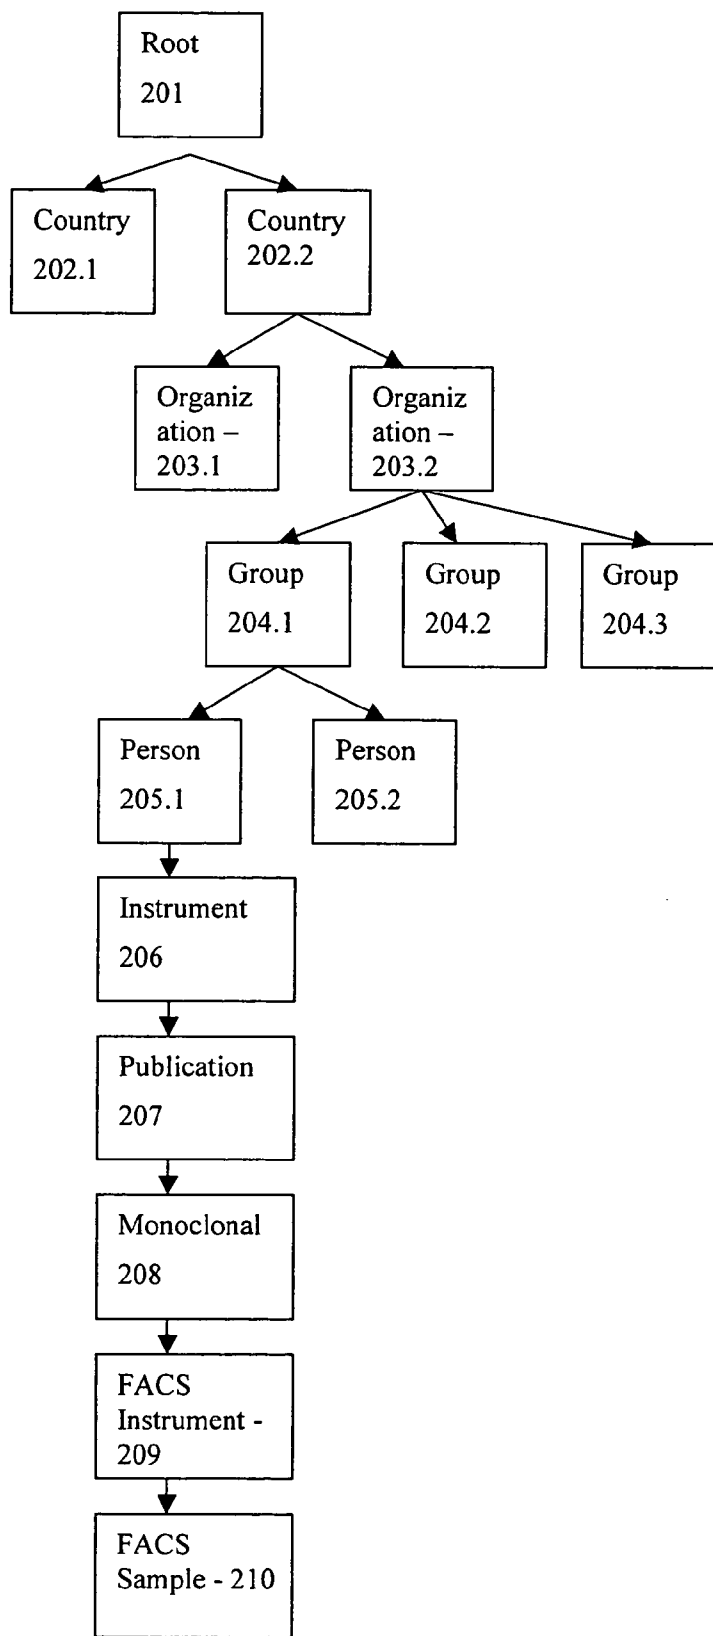 Root
201
Country
202.1
Country
202.2
Organiz
ation –
203.1
Organiz
ation –
203.2
Group
204.1
Group
204.2
Group
204.3
Person
205.1
Person
205.2
Instrument
206
Publication
207
Monoclonal
208
FACS
Instrument -
209
FACS
Sample - 210